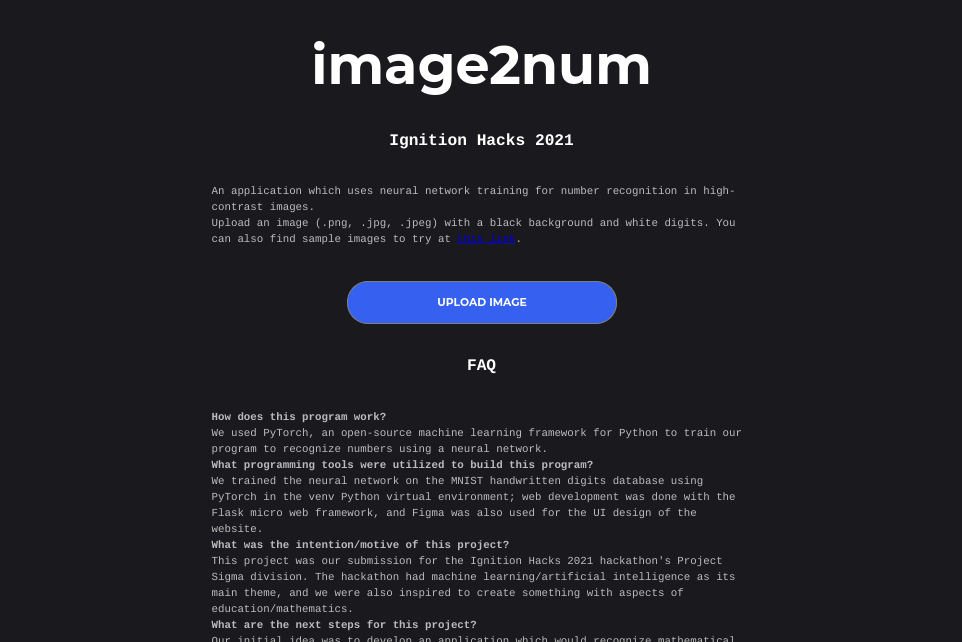 image2num
Ignition Hacks 2021
An application which uses neural network training for number recognition in high-
contrast images.
Upload an image (.png, .jpg, .jpeg) with a black background and white digits. You
can also find sample images to try at .
UPLOAD IMAGE
FAQ
How does this program work?
We used PyTorch, an open-source machine learning framework for Python to train our
program to recognize numbers using a neural network.
What programming tools were utilized to build this program?
We trained the neural network on the MNIST handwritten digits database using
PyTorch in the venv Python virtual environment; web development was done with the
Flask micro web framework, and Figma was also used for the UI design of the
website.
What was the intention/motive of this project?
This project was our submission for the Ignition Hacks 2021 hackathon's Project
Sigma division. The hackathon had machine learning/artificial intelligence as its
main theme, and we were also inspired to create something with aspects of
education/mathematics.
What are the next steps for this project?
Our initial idea was to develop an application which would recognize mathematical